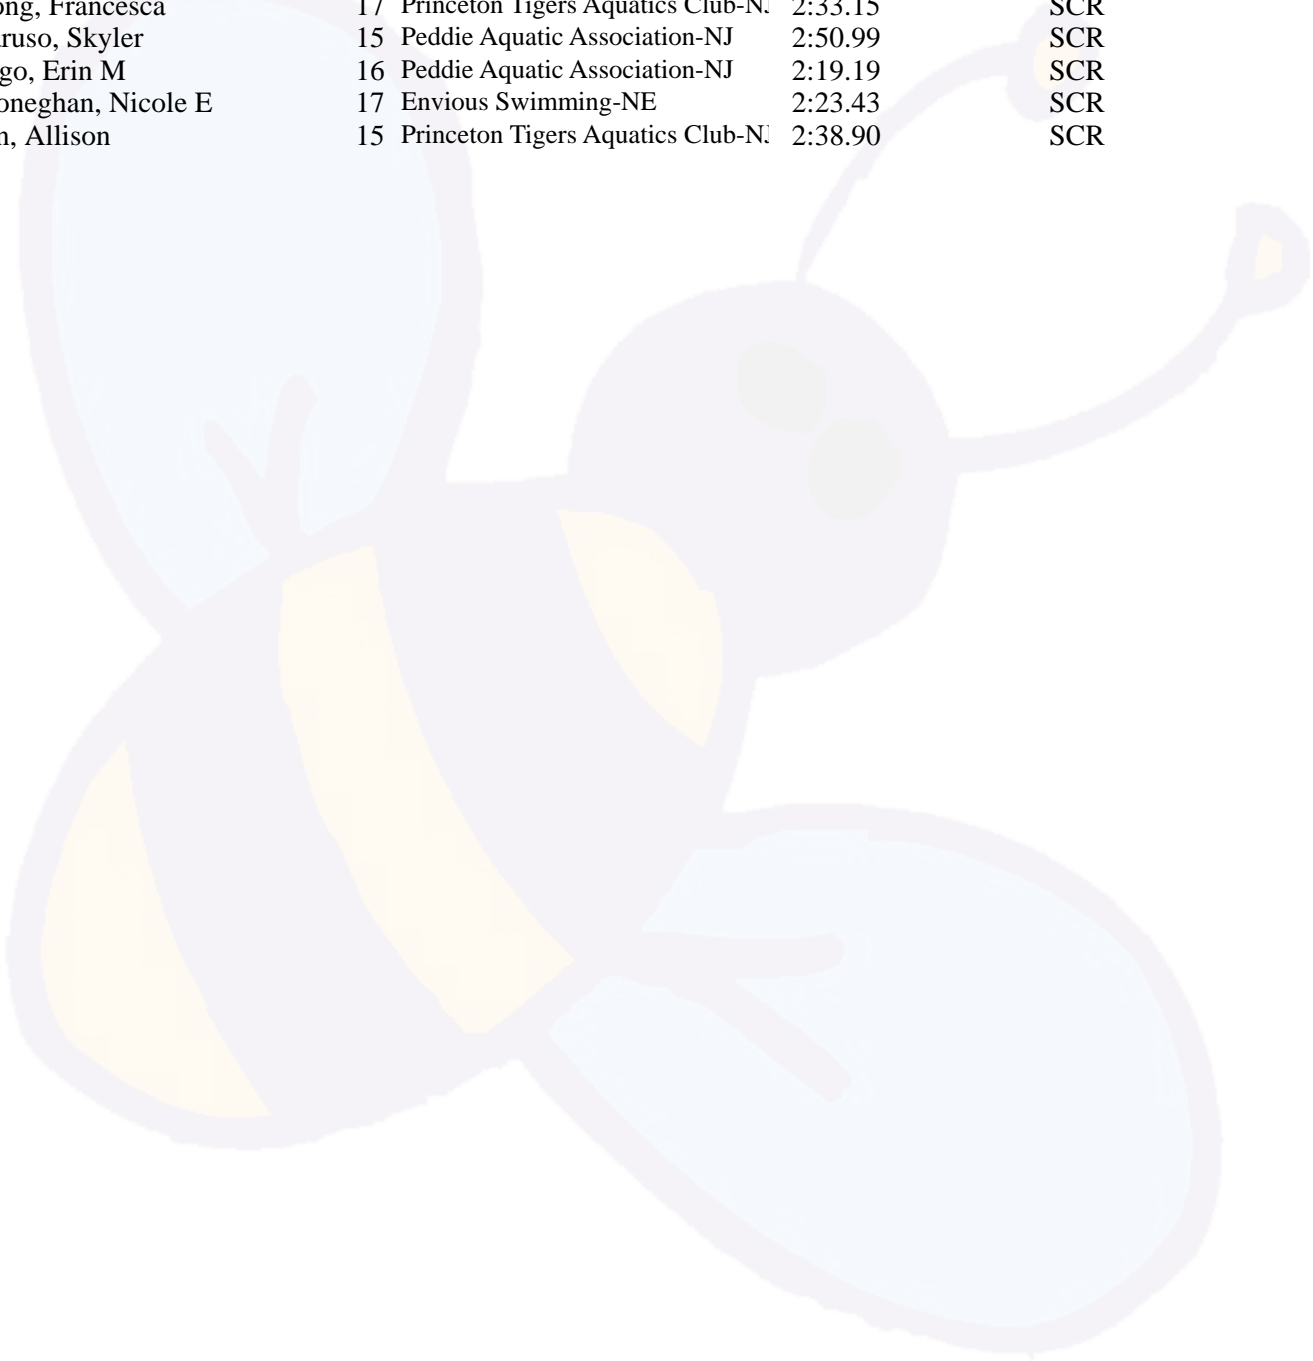 ong, Francesca 17 Princeton Tigers Aquatics Club-NJ 2:33.15 SCR
ruso, Skyler 15 Peddie Aquatic Association-NJ 2:50.99 SCR
go, Erin M 16 Peddie Aquatic Association-NJ 2:19.19 SCR
oneghan, Nicole E 17 Envious Swimming-NE 2:23.43 SCR
n, Allison 15 Princeton Tigers Aquatics Club-NJ 2:38.90 SCR